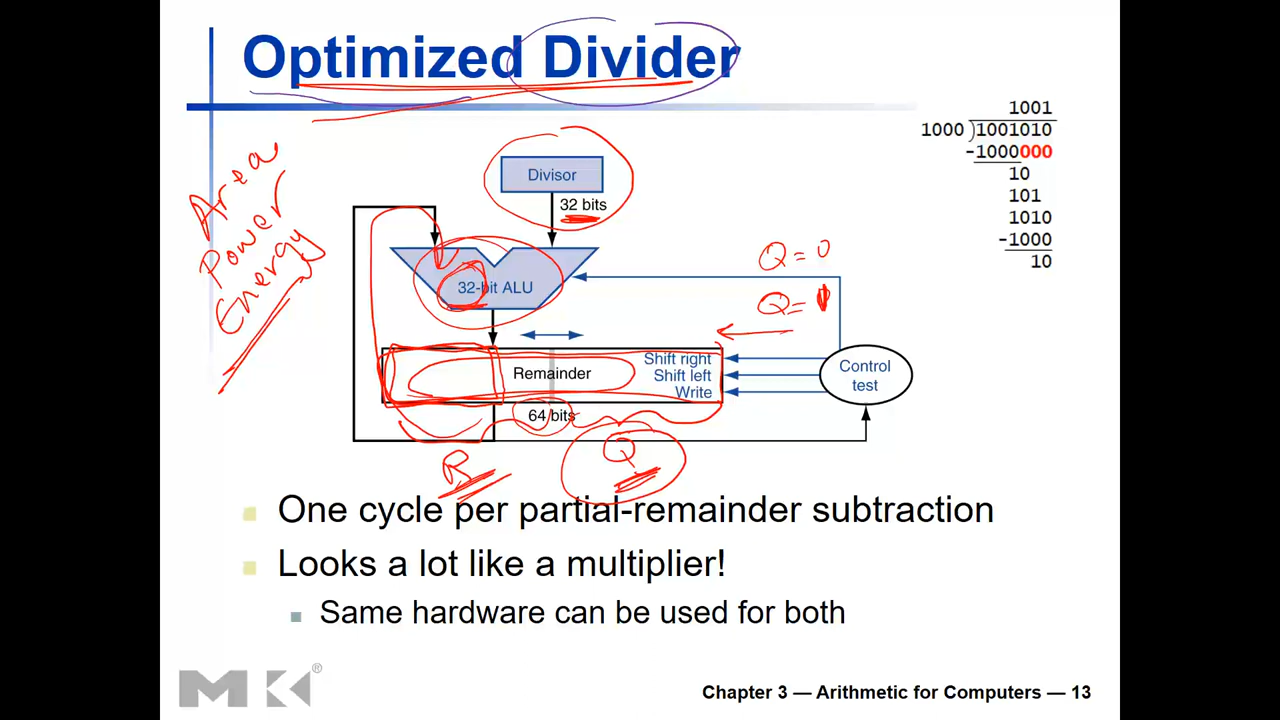 Optimized Divider
1001
1000 )1001010
-1000000
10
101
1010
-1000
10
Area
Power
Energy
Divisor
32 bits
32-bit ALU
Q = 0
Q = 1
Remainder
Shift right
Shift left
Write
Control
test
64 bits
R
Q
One cycle per partial-remainder subtraction
Looks a lot like a multiplier!
Same hardware can be used for both
MK®
Chapter 3 — Arithmetic for Computers — 13